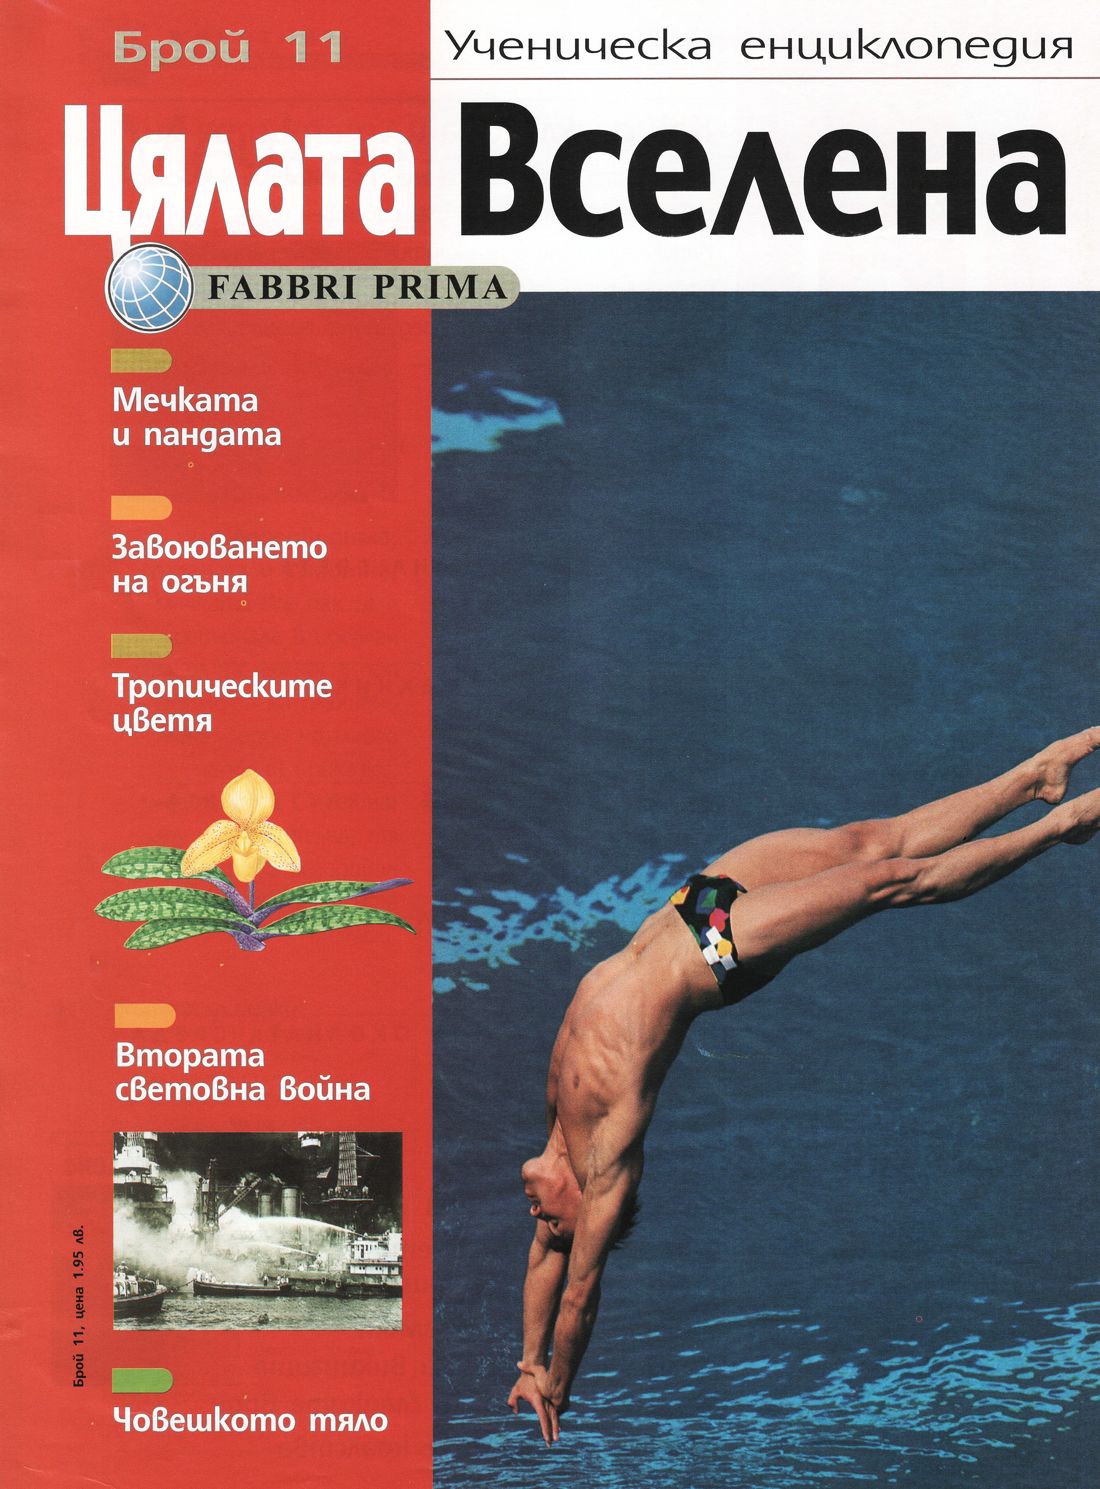 Брой 11
Ученическа енциклопедия
Цялата Вселена
FABBRI PRIMA
Мечката
и пандата
Завоюването
на огъня
Тропическите
цветя
Втората
световна война
Брой 11, цена 1.95 лв.
Човешкото тяло